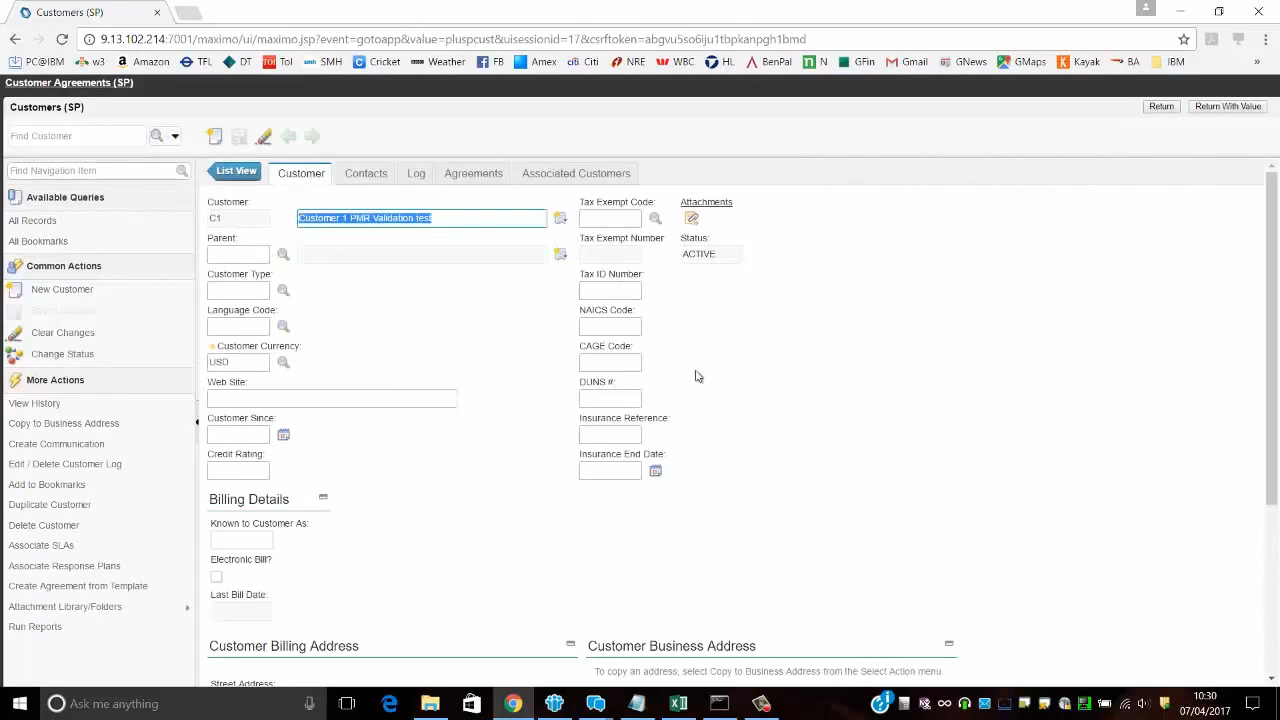 Customers (SP)
9.13.102.214:7001/maximo/ui/maximo.jsp?event=gotoapp&value=pluspcust&uisessionid=17&csrftoken=abgvu5so6iju1tbpkanpgh1bmd
PC@IBM w3 Amazon TFL DT TOI ToI SMH Cricket Weather FB Amex Citi NRE WBC HL BenPal N GFin Gmail GNews GMaps Kayak BA IBM »
Customer Agreements (SP)
Customers (SP) Return Return With Value
Find Customer
Find Navigation Item
List View Customer Contacts Log Agreements Associated Customers
Available Queries
All Records
All Bookmarks
Common Actions
New Customer
Clear Changes
Change Status
More Actions
View History
Copy to Business Address
Create Communication
Edit / Delete Customer Log
Add to Bookmarks
Duplicate Customer
Delete Customer
Associate SLAs
Associate Response Plans
Create Agreement from Template
Attachment Library/Folders
Run Reports
Customer
C1 Customer 1 PMR Validation test
Parent:
Customer Type:
Language Code:
Customer Currency:
USD
Web Site:
Customer Since:
Credit Rating:
Tax Exempt Code: Attachments
Tax Exempt Number Status:
ACTIVE
Tax ID Number:
NAICS Code:
CAGE Code:
DUNS #:
Insurance Reference:
Insurance End Date:
Billing Details
Known to Customer As:
Electronic Bill?
Last Bill Date:
Customer Billing Address
Street Address:
Customer Business Address
To copy an address, select Copy to Business Address from the Select Action menu.
Ask me anything
10:30
07/04/2017